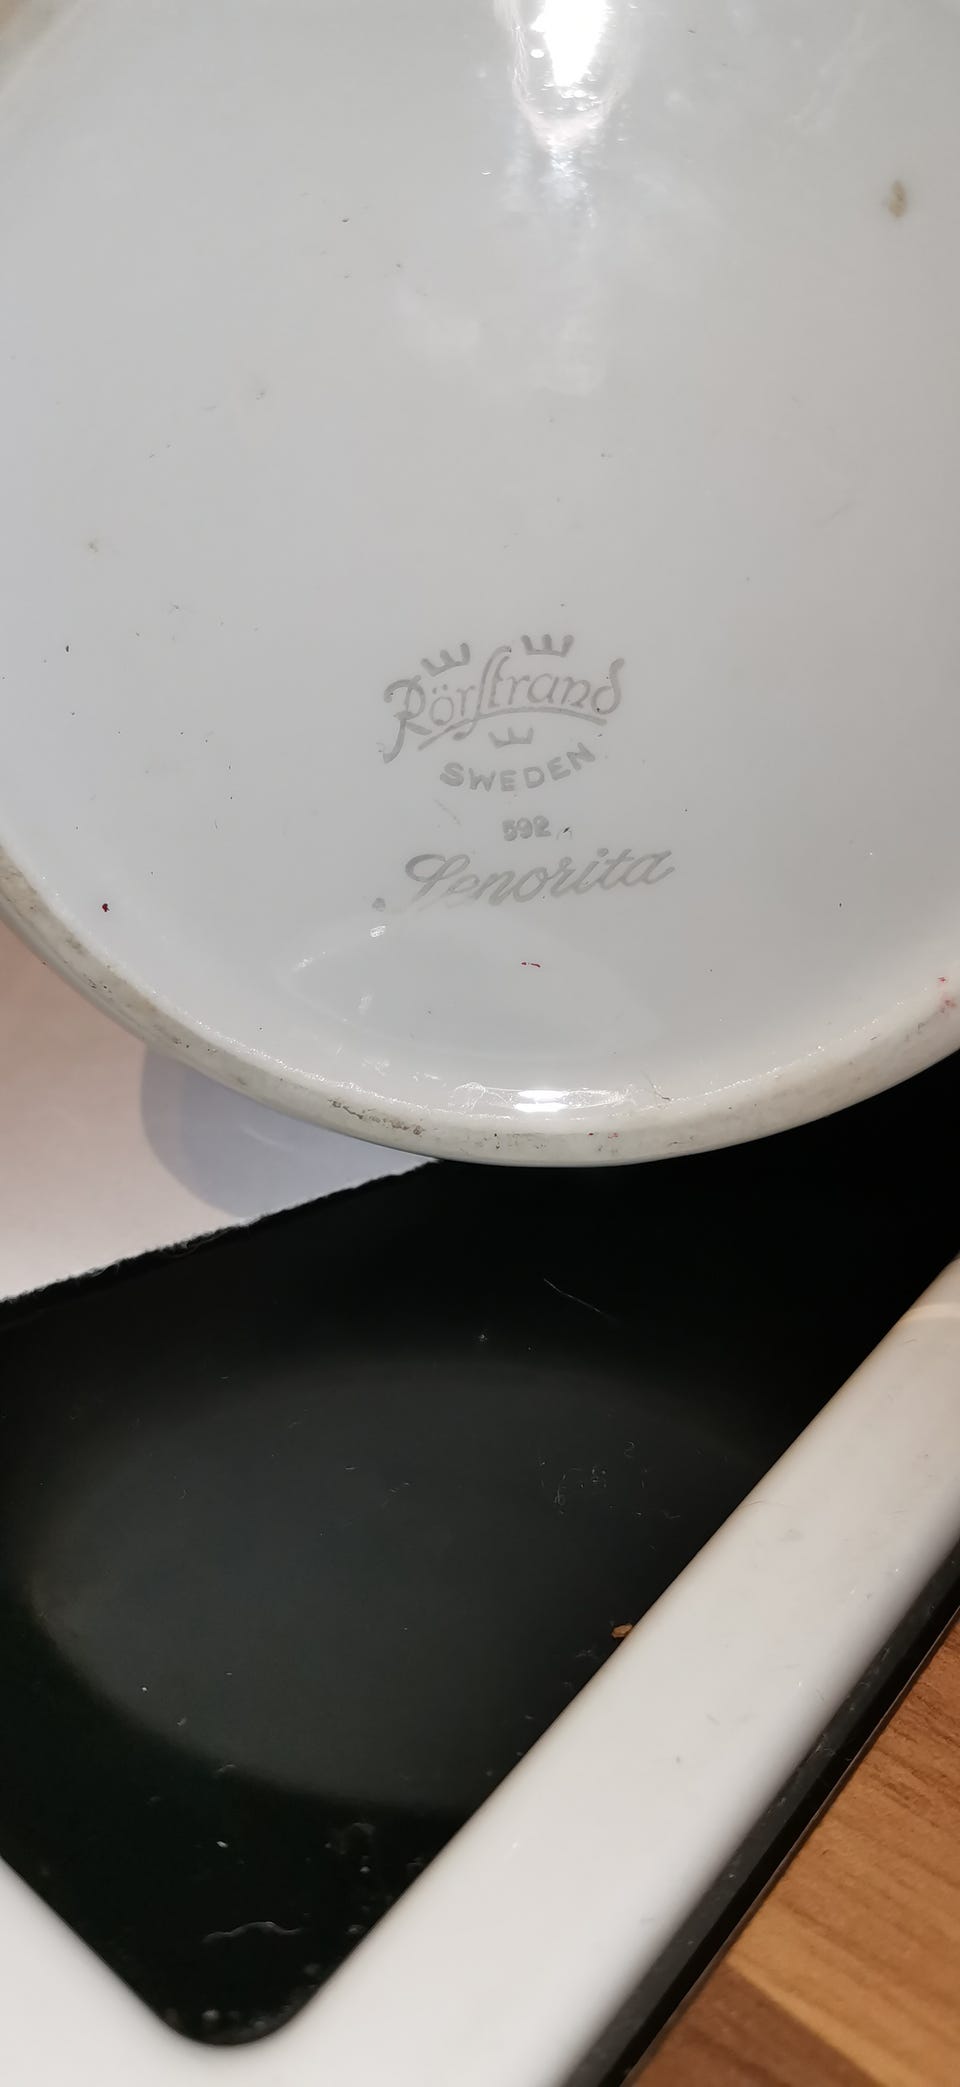 Rörstrand
SWEDEN
592
Senorita